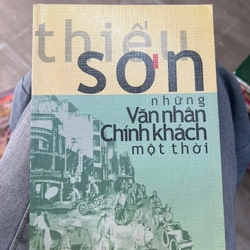 thiếu
sơn
những
Văn nhân
Chính khách
một thời